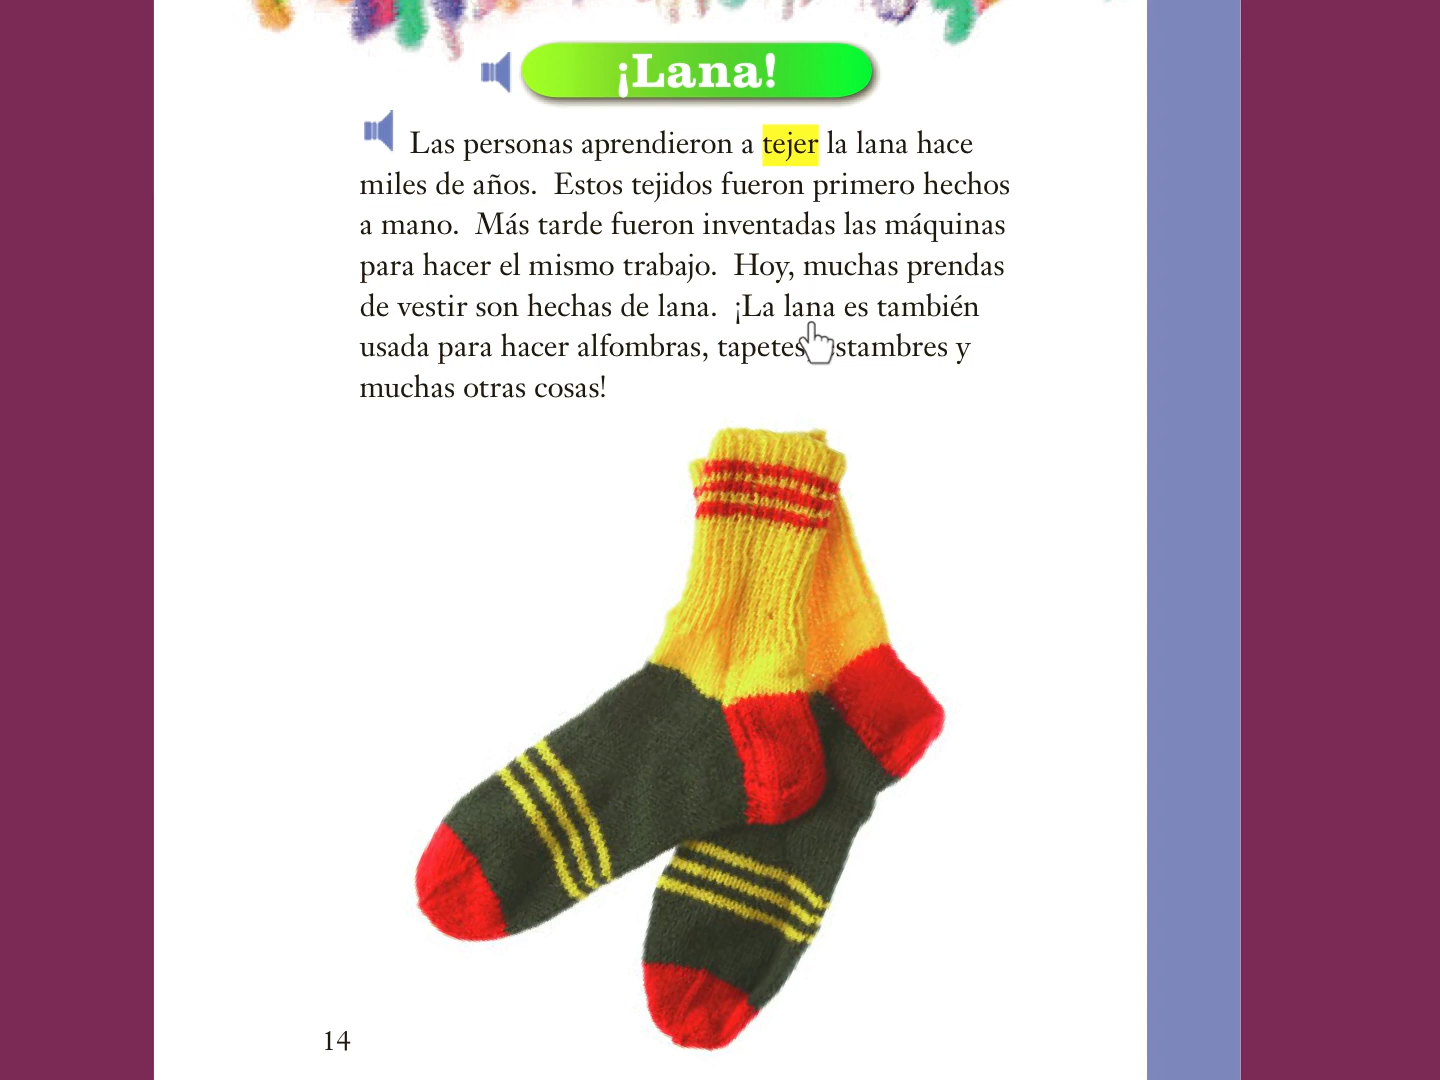 ¡Lana!
Las personas aprendieron a tejer la lana hace
miles de años. Estos tejidos fueron primero hechos
a mano. Más tarde fueron inventadas las máquinas
para hacer el mismo trabajo. Hoy, muchas prendas
de vestir son hechas de lana. ¡La lana es también
usada para hacer alfombras, tapetes estambres y
muchas otras cosas!
14